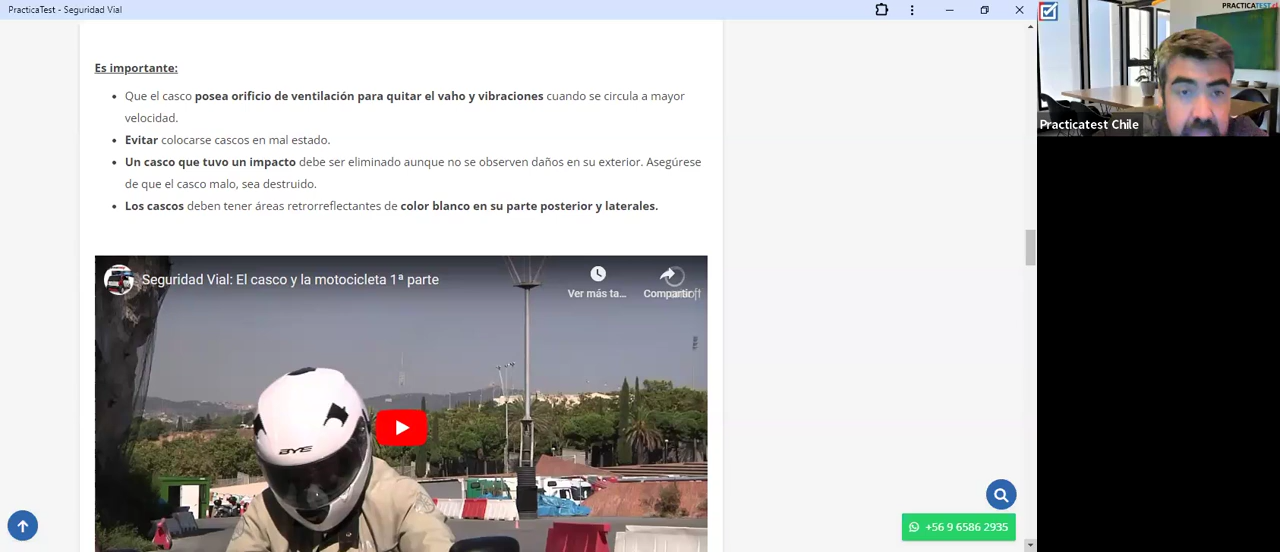 PracticaTest - Seguridad Vial
Es importante:
Que el casco posea orificio de ventilación para quitar el vaho y vibraciones cuando se circula a mayor
velocidad.
Evitar colocarse cascos en mal estado.
Un casco que tuvo un impacto debe ser eliminado aunque no se observen daños en su exterior. Asegúrese
de que el casco malo, sea destruido.
Los cascos deben tener áreas retrorreflectantes de color blanco en su parte posterior y laterales.
Seguridad Vial: El casco y la motocicleta 1ª parte
Ver más ta...
Compartir
BYE
+56 9 6586 2935
PRACTICATEST.cl
Practicatest Chile